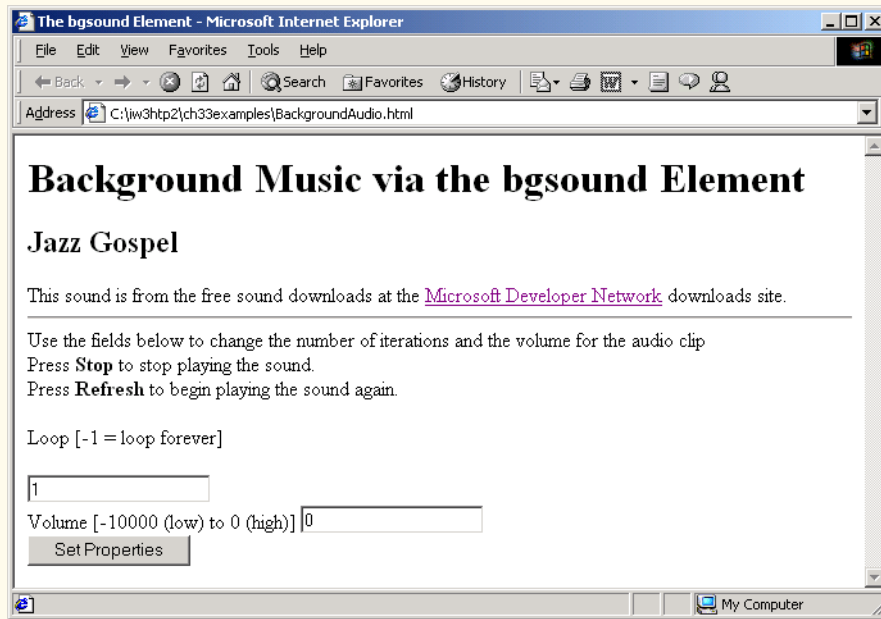 The bgsound Element - Microsoft Internet Explorer
File Edit View Favorites Tools Help
Back Search Favorites History
Address C:\iw3htp2\ch33examples\BackgroundAudio.html
Background Music via the bgsound Element
Jazz Gospel
This sound is from the free sound downloads at the Microsoft Developer Network downloads site.
Use the fields below to change the number of iterations and the volume for the audio clip
Press Stop to stop playing the sound.
Press Refresh to begin playing the sound again.
Loop [-1 = loop forever]
1
Volume [-10000 (low) to 0 (high)] 0
Set Properties
My Computer